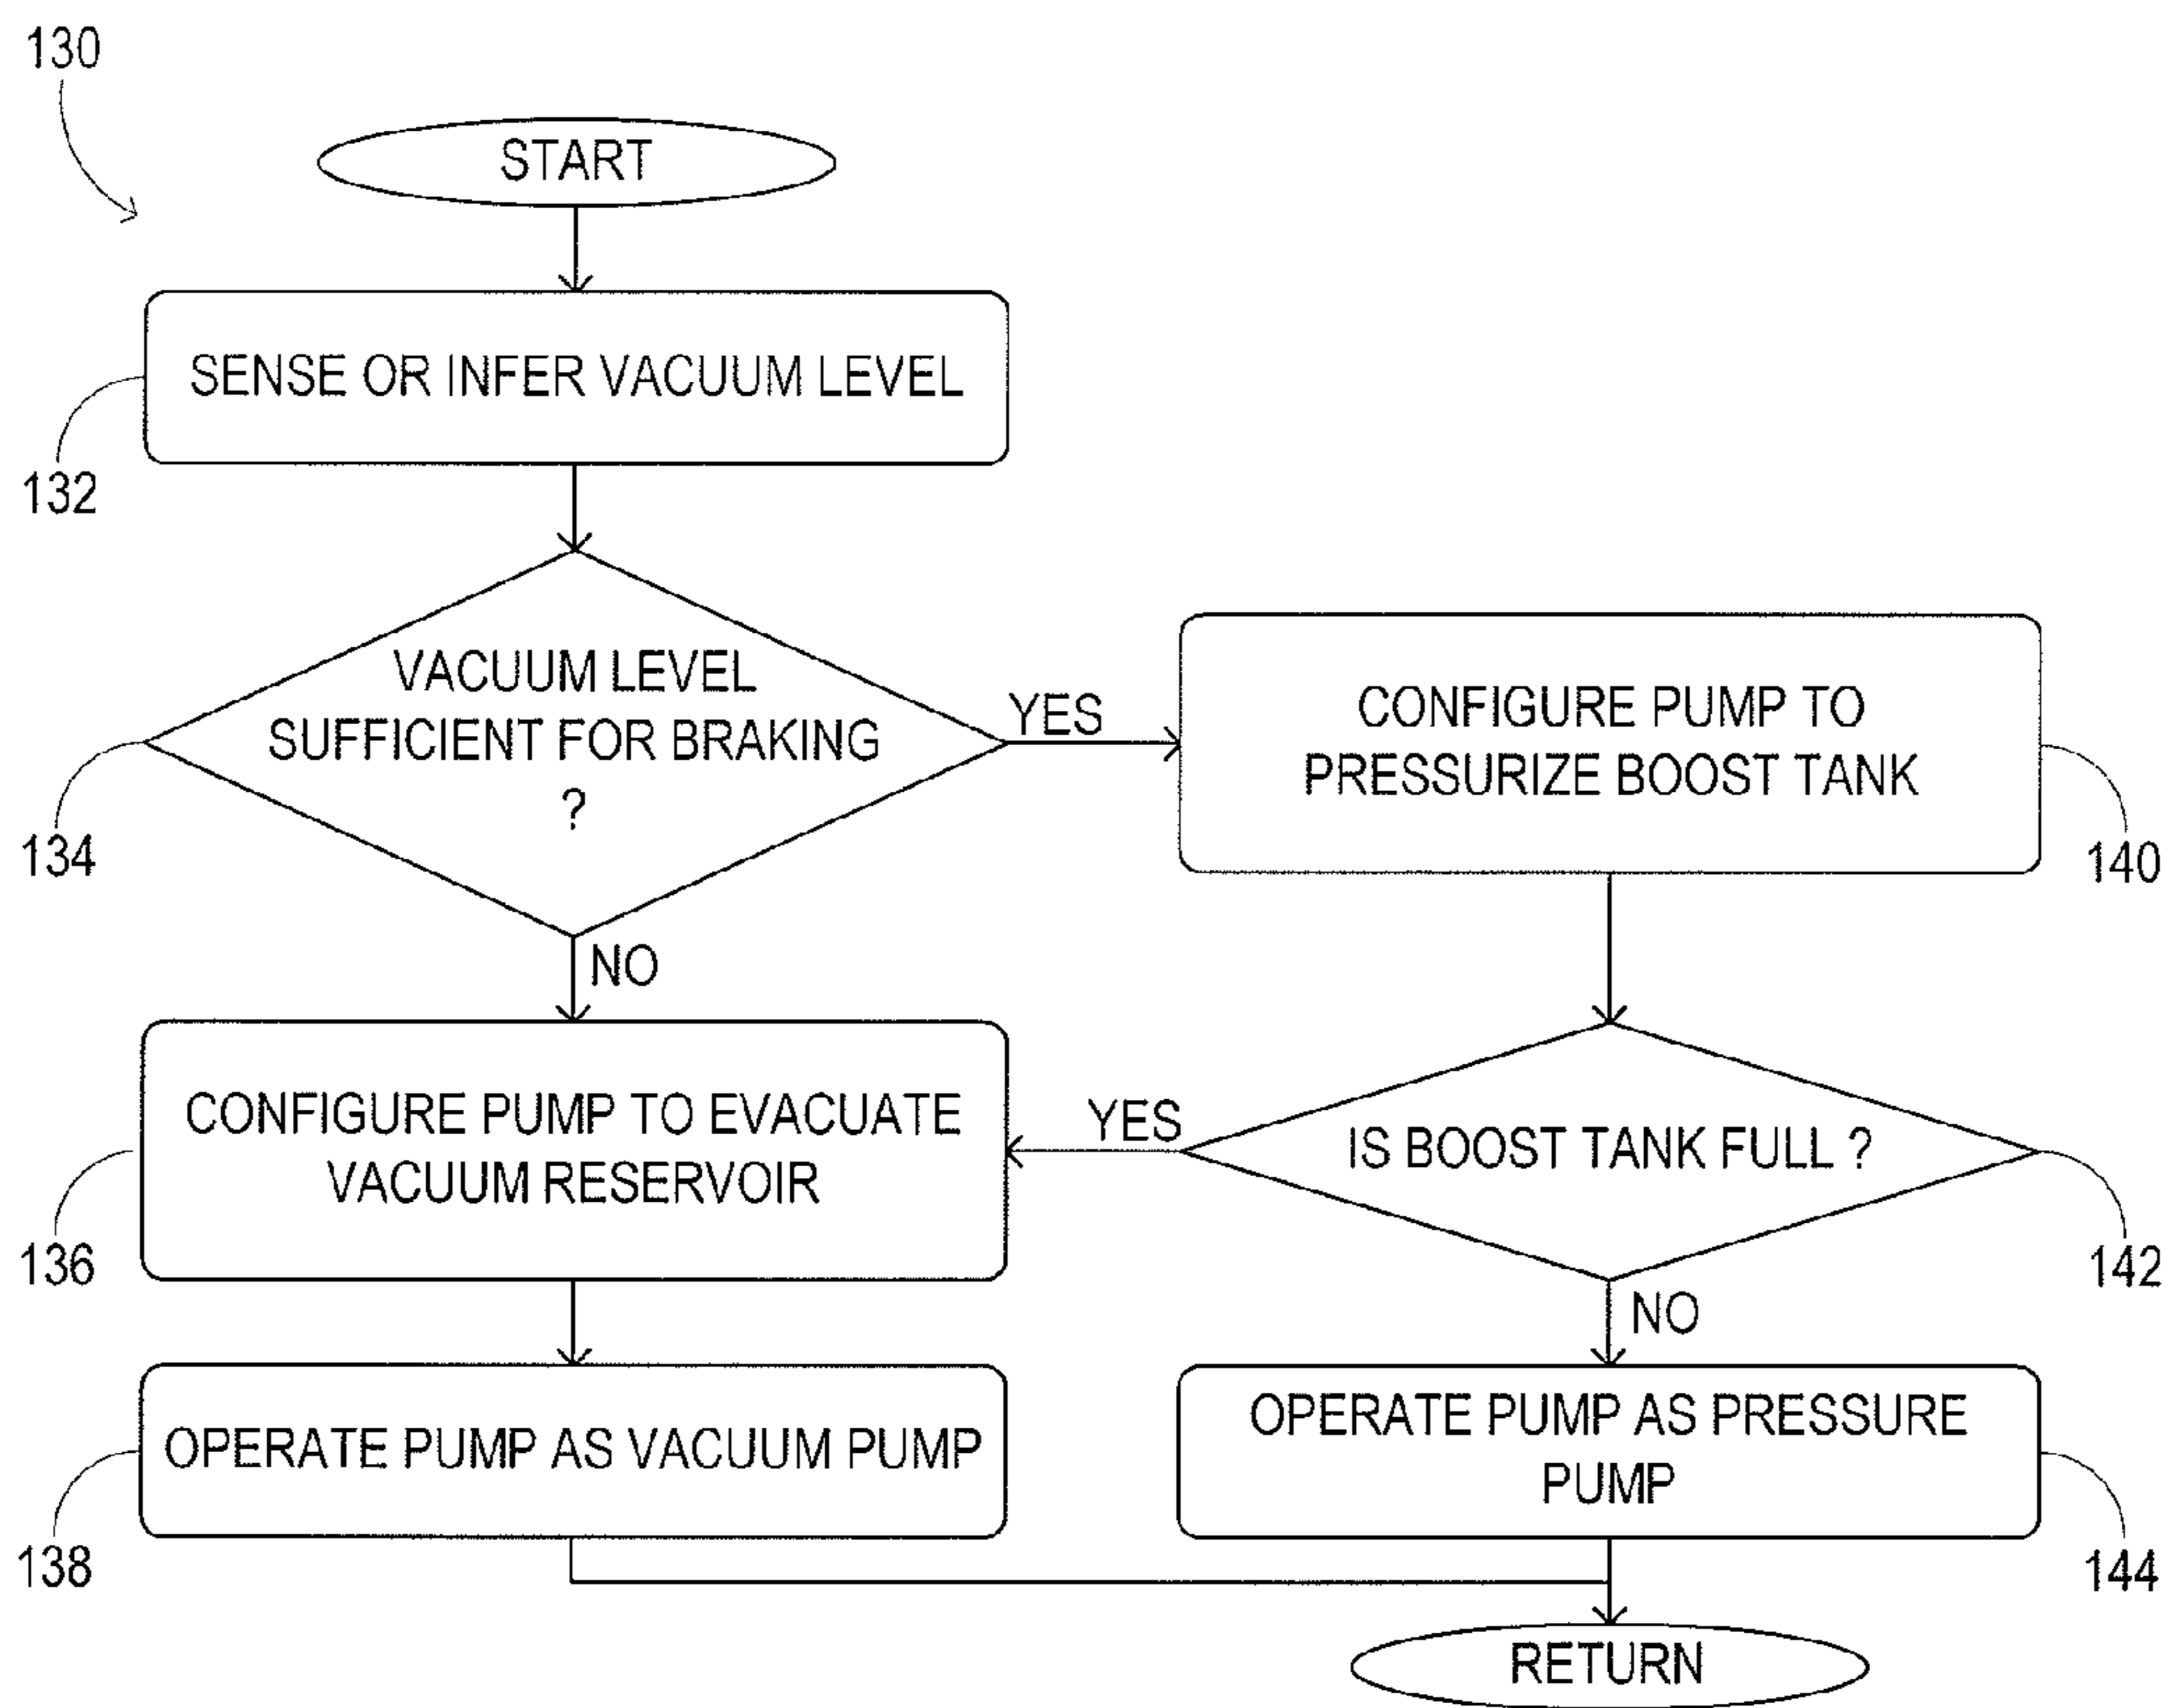 130
START
SENSE OR INFER VACUUM LEVEL
132
VACUUM LEVEL
SUFFICIENT FOR BRAKING
?
134
YES
CONFIGURE PUMP TO
PRESSURIZE BOOST TANK
140
NO
CONFIGURE PUMP TO EVACUATE
VACUUM RESERVOIR
136
YES
IS BOOST TANK FULL ?
142
NO
OPERATE PUMP AS VACUUM PUMP
138
OPERATE PUMP AS PRESSURE
PUMP
144
RETURN